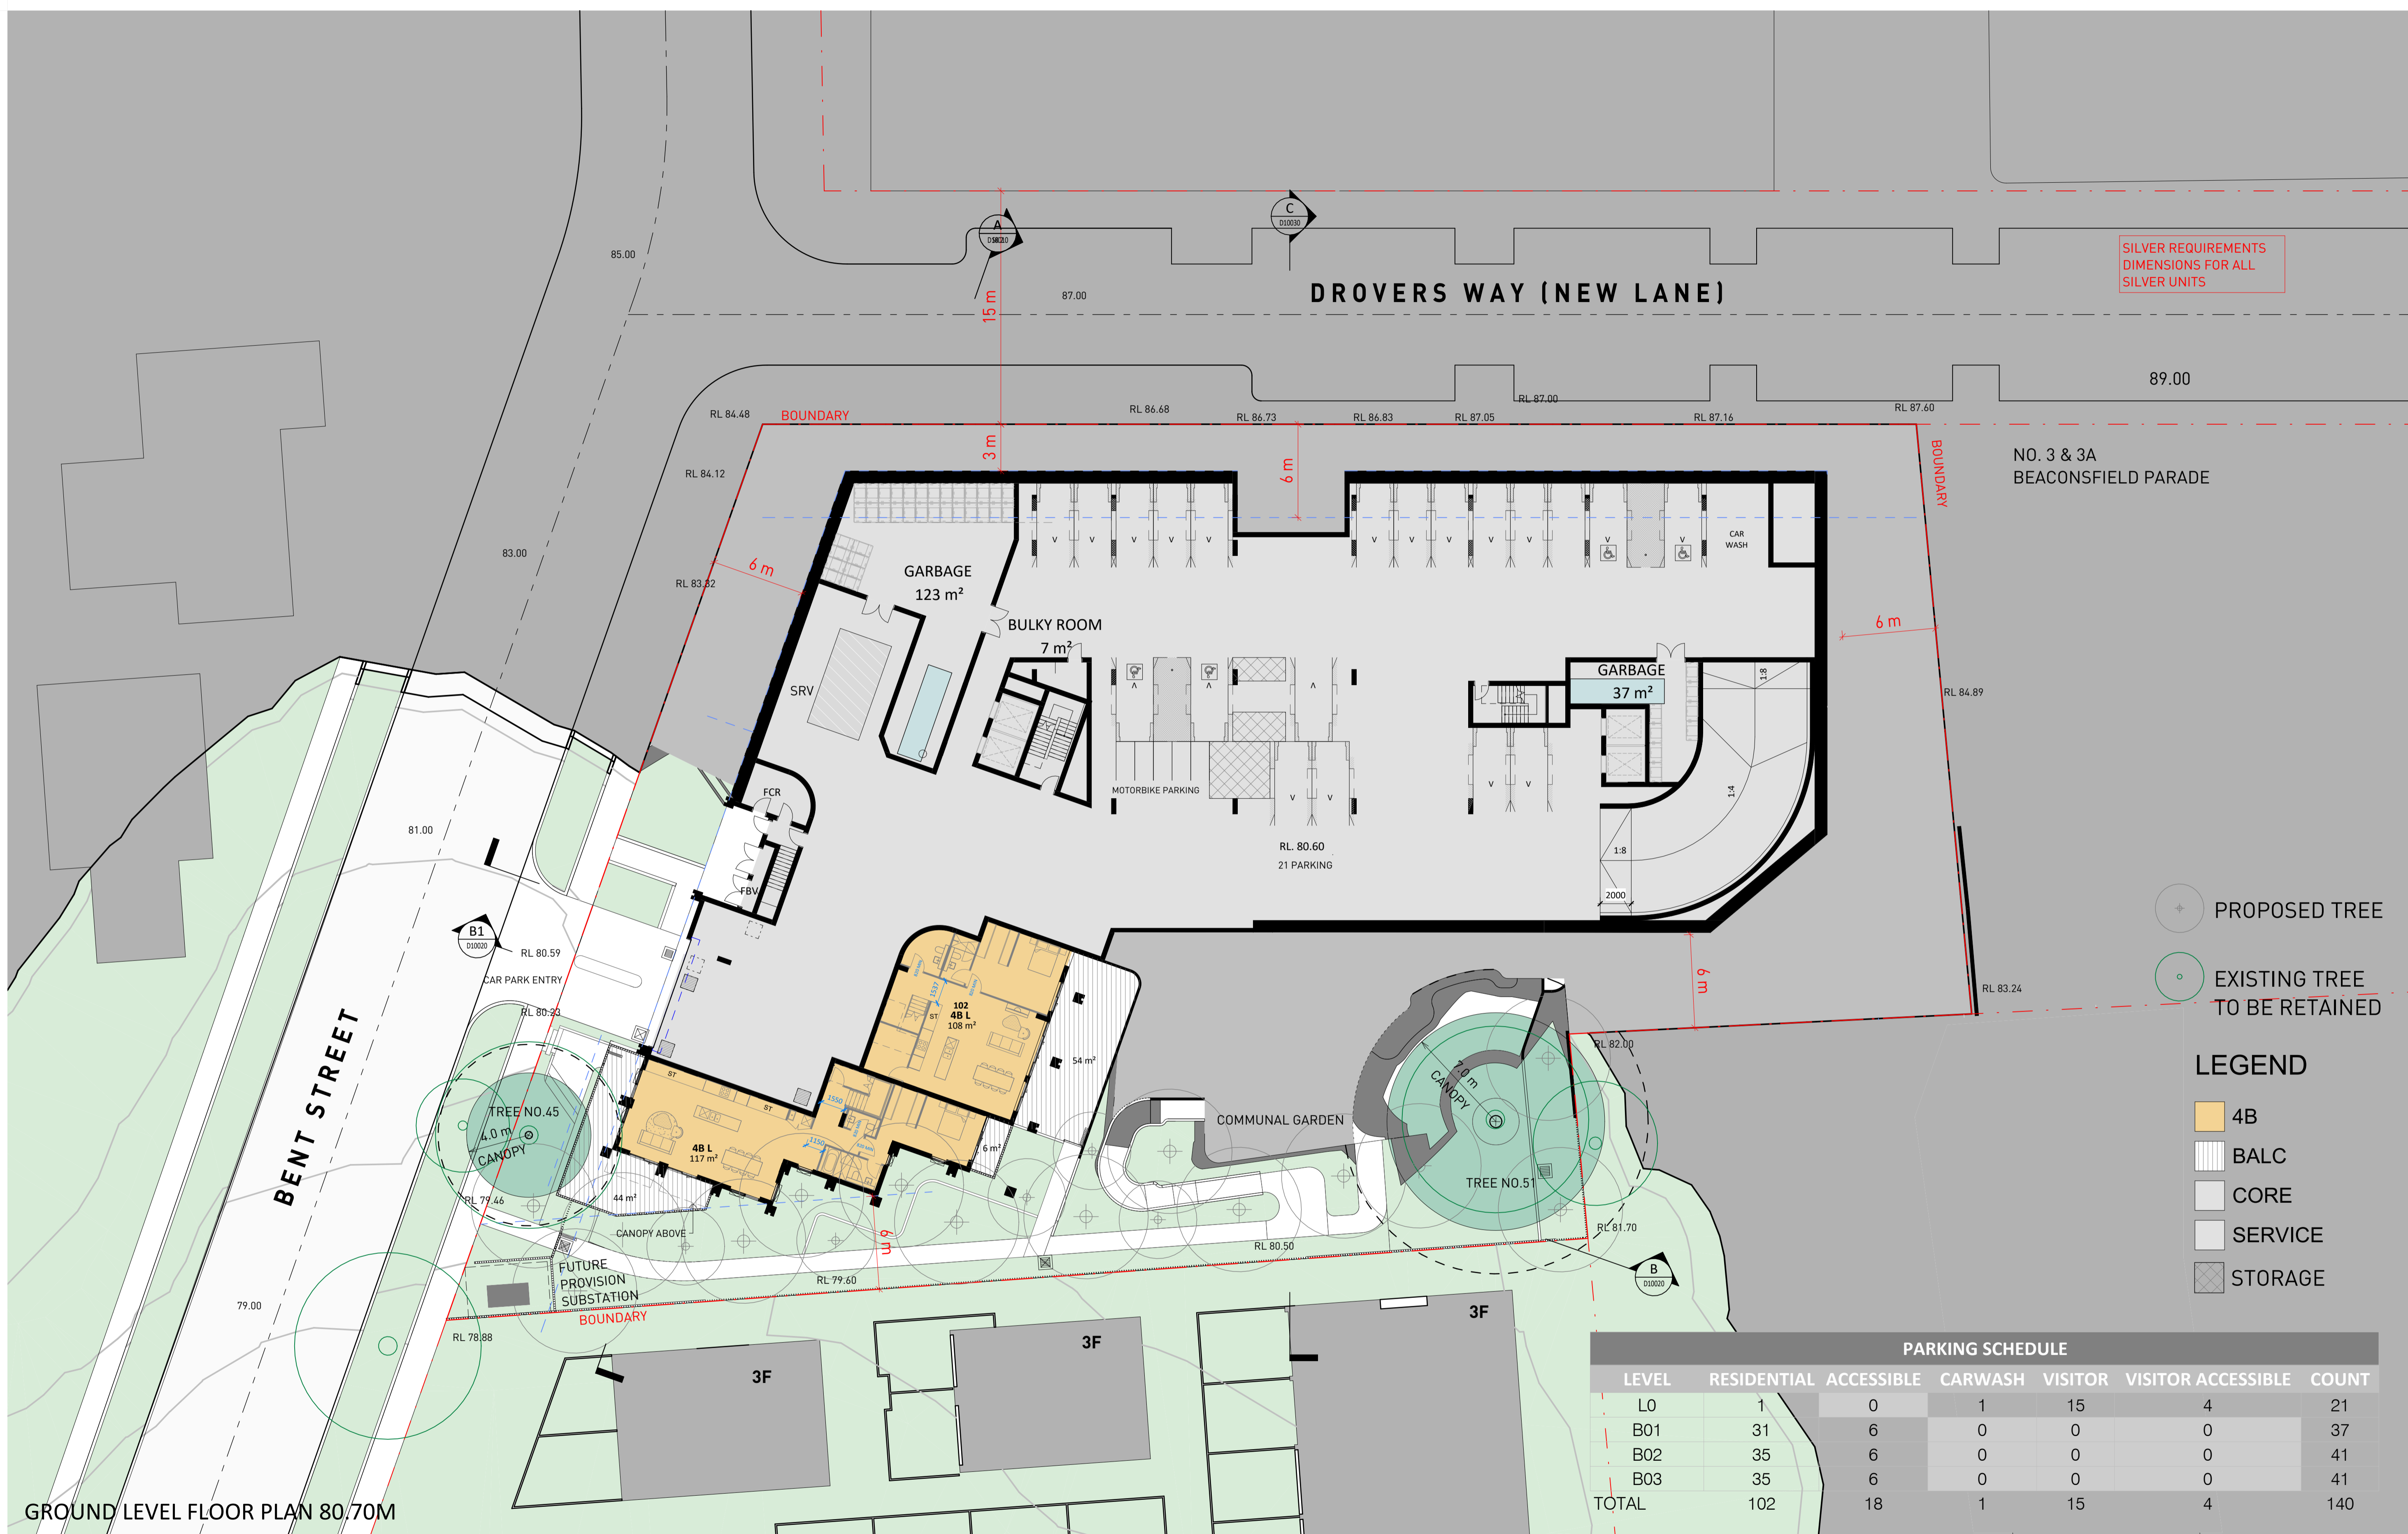 A
C
D10030
SILVER REQUIREMENTS
DIMENSIONS FOR ALL
SILVER UNITS
85.00
87.00
15 m
DROVERS WAY (NEW LANE)
89.00
RL 84.48
BOUNDARY
RL 86.68
RL 86.73
RL 86.83
RL 87.05
RL 87.00
RL 87.16
RL 87.60
3 m
6 m
BOUNDARY
NO. 3 & 3A
BEACONSFIELD PARADE
RL 84.12
83.00
RL 83.32
6 m
GARBAGE
123 m²
V V V V V V
V V V V V V V
CAR
WASH
BULKY ROOM
7 m²
6 m
SRV
V V V
GARBAGE
37 m²
1:8
RL 84.89
FCR
MOTORBIKE PARKING
V V
V V
1:4
81.00
RL. 80.60
21 PARKING
1:8
2000
FBV
PROPOSED TREE
B1
D10020
RL 80.59
CAR PARK ENTRY
RL 80.23
6 m
RL 83.24
EXISTING TREE
TO BE RETAINED
1537
102
4B L
108 m²
ST
54 m²
RL 82.00
LEGEND
4B
BALC
CORE
SERVICE
STORAGE
BENT STREET
TREE NO.45
4.0 m
CANOPY
ST
ST
1550
1150
4B L
117 m²
6 m²
COMMUNAL GARDEN
7.0 m
CANOPY
TREE NO.51
RL 79.46
44 m²
CANOPY ABOVE
6 m
RL 80.50
RL 81.70
B
D10020
FUTURE
PROVISION
SUBSTATION
RL 79.60
BOUNDARY
79.00
RL 78.88
3F
3F
3F
PARKING SCHEDULE
LEVEL RESIDENTIAL ACCESSIBLE CARWASH VISITOR VISITOR ACCESSIBLE COUNT
L0 1 0 1 15 4 21
B01 31 6 0 0 0 37
B02 35 6 0 0 0 41
B03 35 6 0 0 0 41
TOTAL 102 18 1 15 4 140
GROUND LEVEL FLOOR PLAN 80.70M